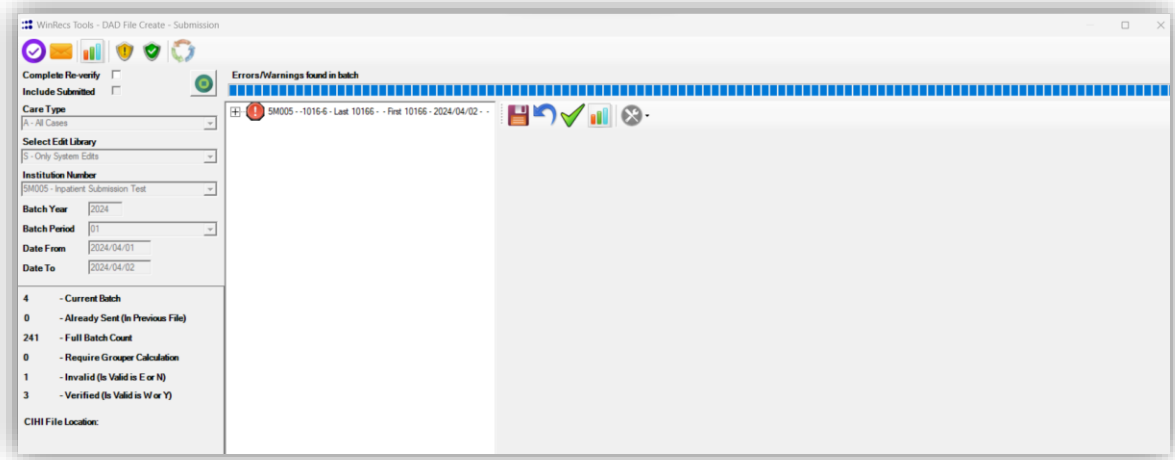 WinRecs Tools - DAD File Create - Submission
Complete Re-verify
Include Submitted
Care Type
A - All Cases
Select Edit Library
S - Only System Edits
Institution Number
5M005 - Inpatient Submission Test
Batch Year 2024
Batch Period 01
Date From 2024/04/01
Date To 2024/04/02
4 - Current Batch
0 - Already Sent (In Previous File)
241 - Full Batch Count
0 - Require Grouper Calculation
1 - Invalid (Is Valid is E or N)
3 - Verified (Is Valid is W or Y)
CIHI File Location:
Errors/Warnings found in batch
5M005 - -1016-6 - Last 10166 - - First 10166 - 2024/04/02 - -